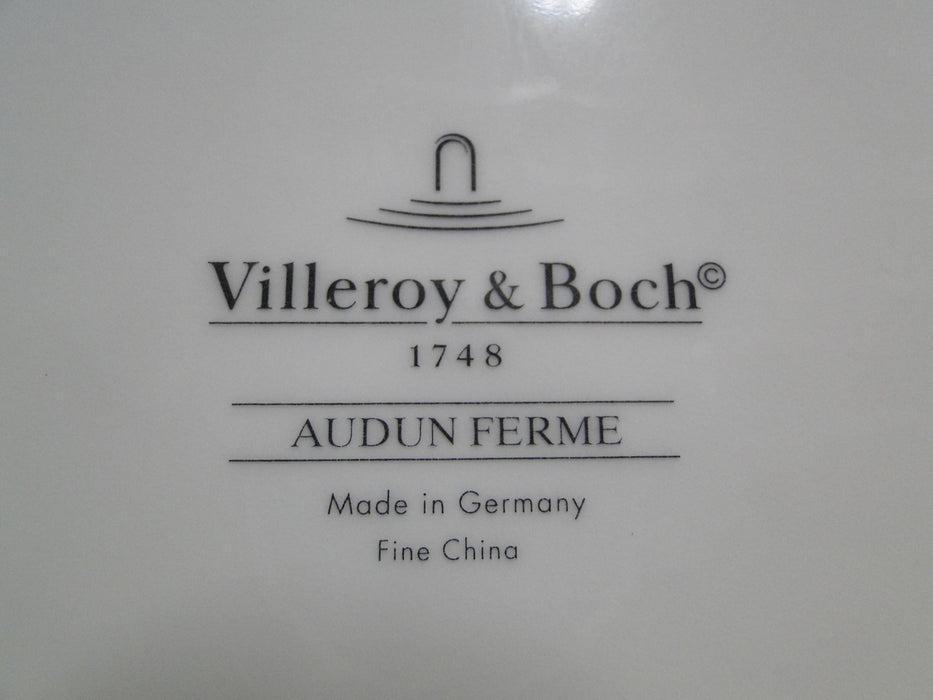 Villeroy & Boch©
1748
AUDUN FERME
Made in Germany
Fine China